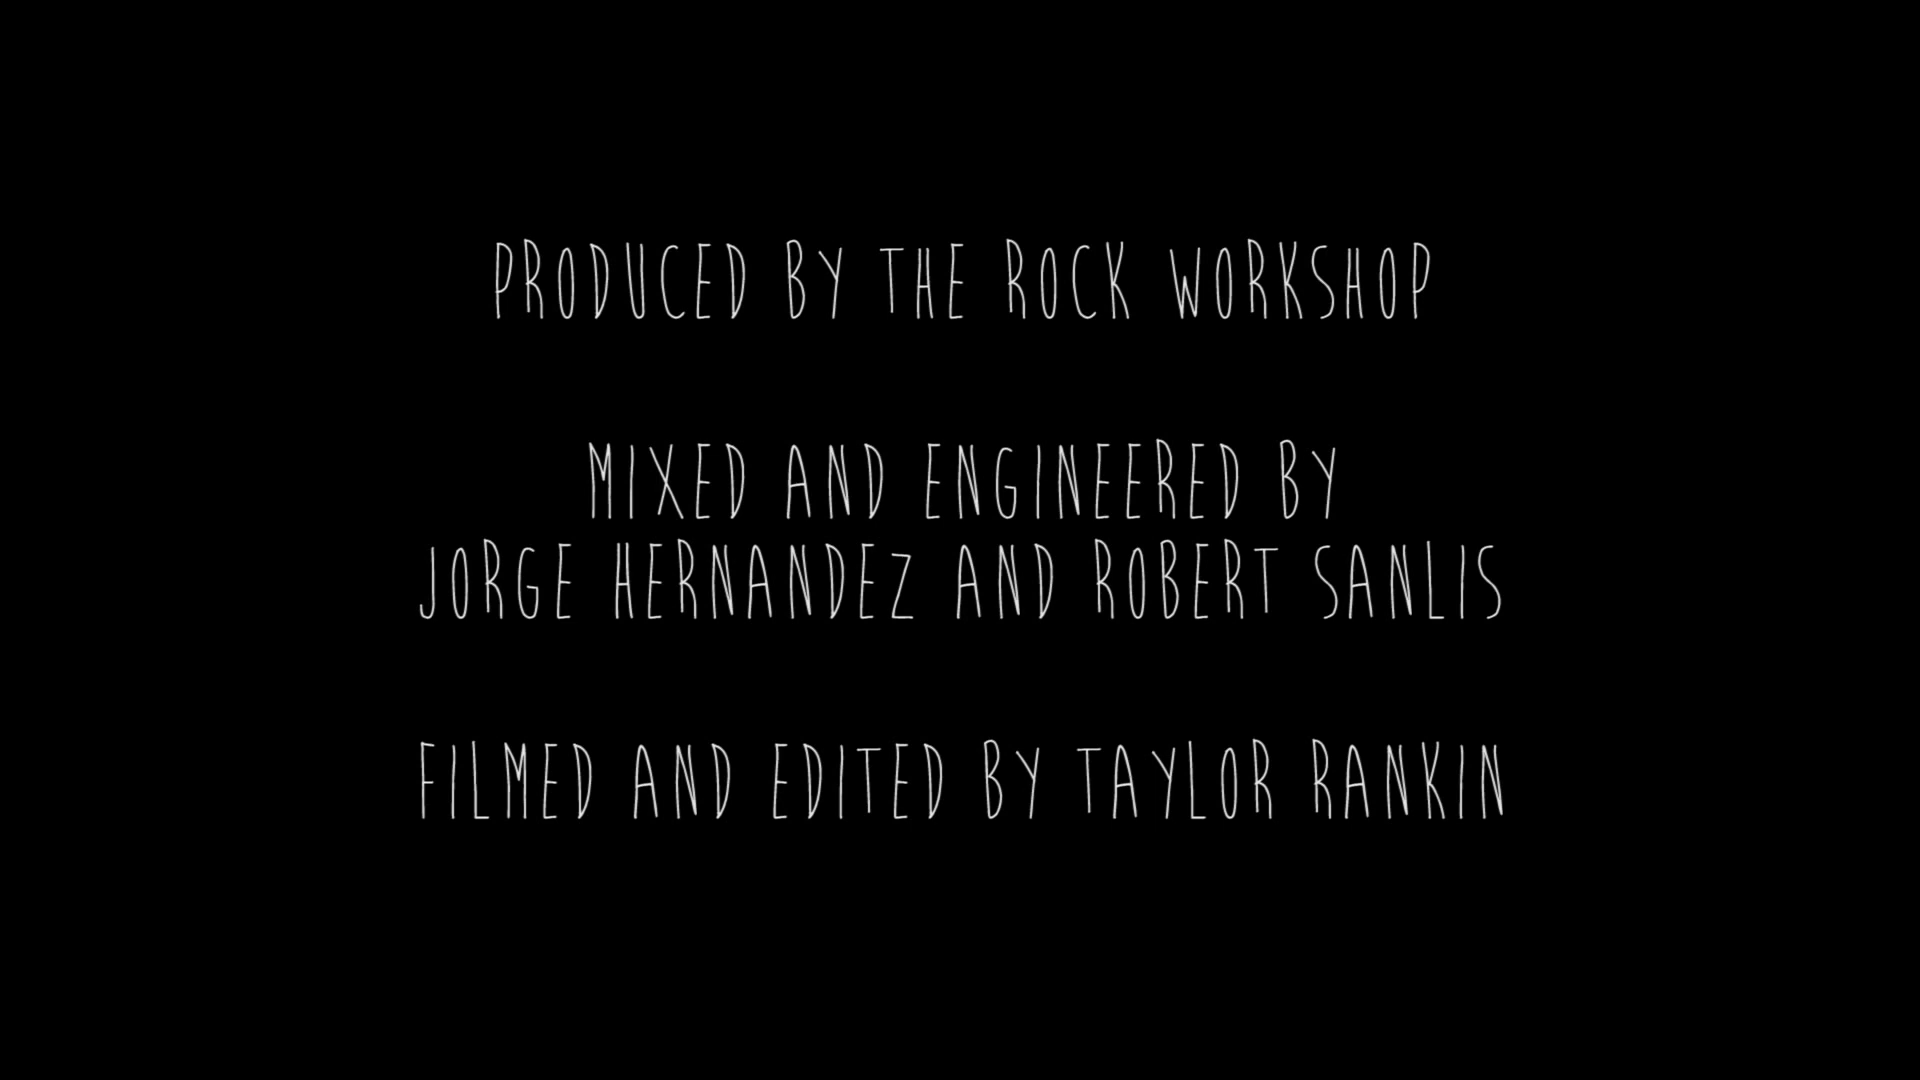 PRODUCED BY THE ROCK WORKSHOP
MIXED AND ENGINEERED BY
JORGE HERNANDEZ AND ROBERT SANLIS
FILMED AND EDITED BY TAYLOR RANKIN